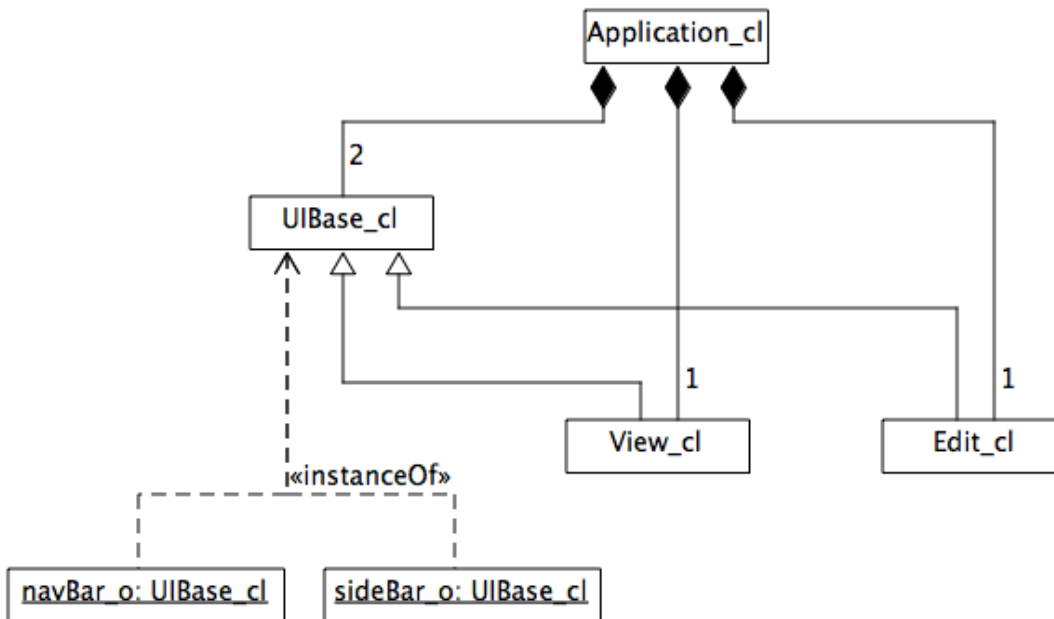 Application_cl
2
UIBase_cl
1
1
View_cl
Edit_cl
«instanceOf»
navBar_o: UIBase_cl
sideBar_o: UIBase_cl